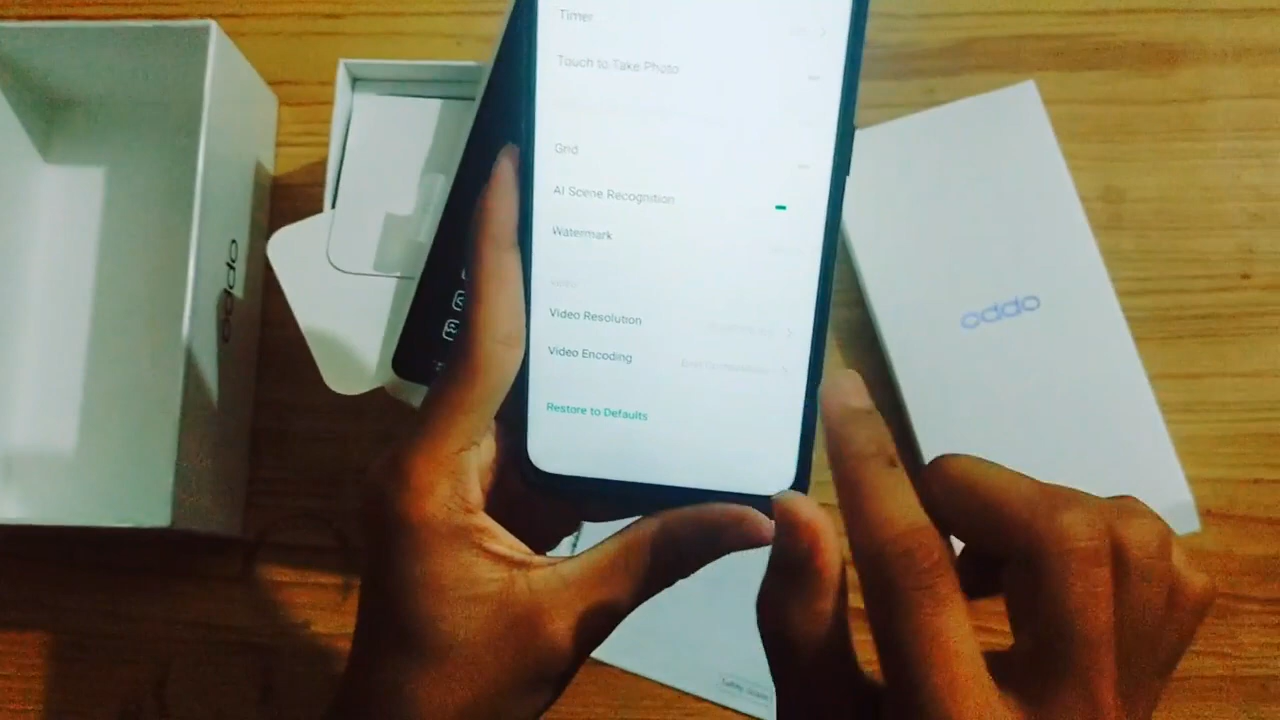 Timer
Touch to Take Photo
Grid
AI Scene Recognition
Watermark
Video
Video Resolution
Video Encoding
Restore to Defaults
oppo
oppo